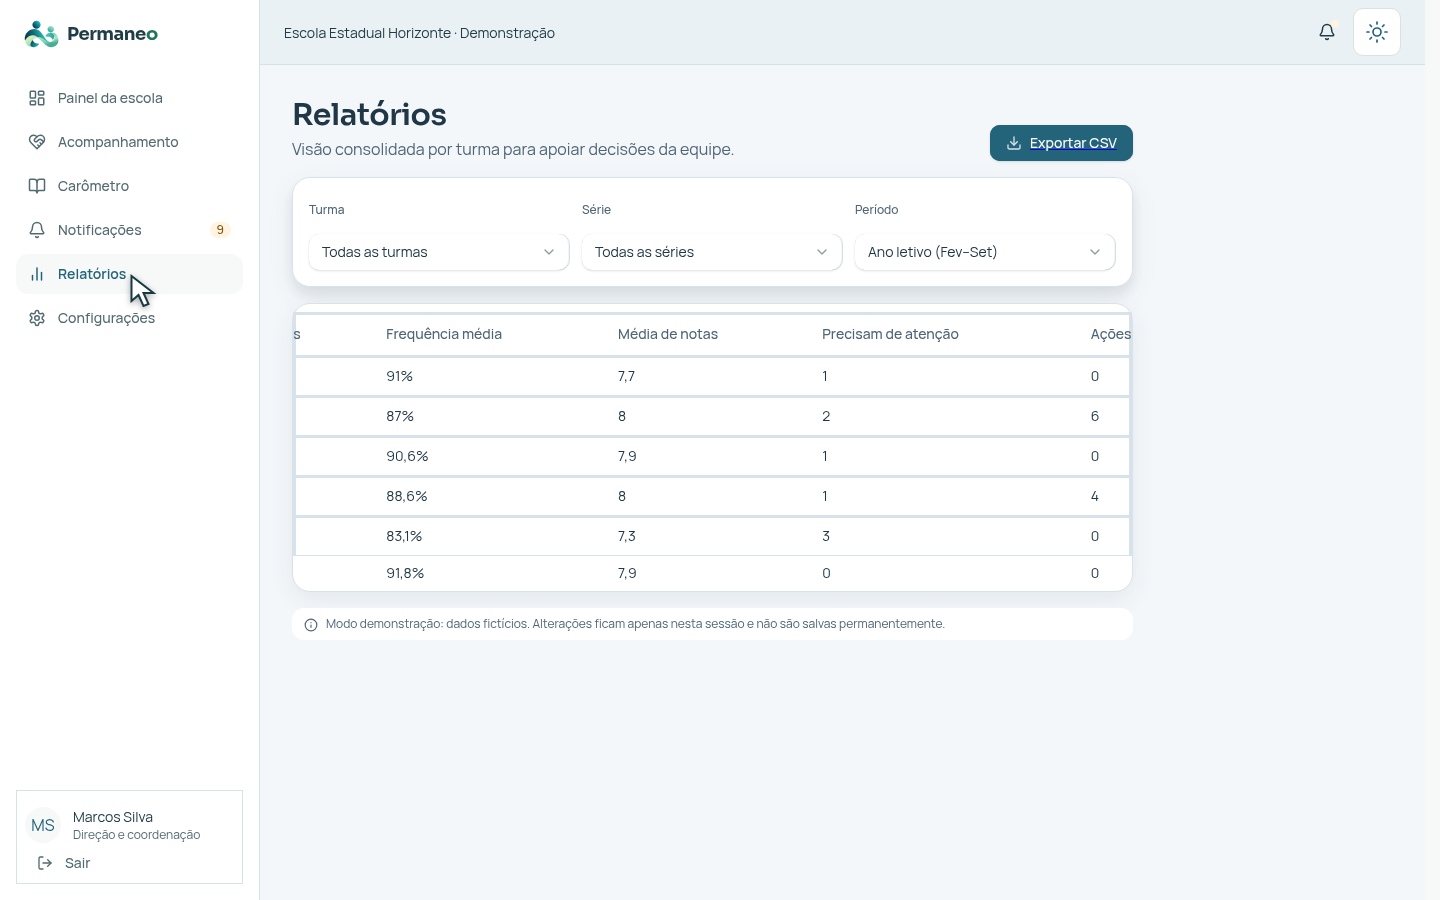 Permaneo
Escola Estadual Horizonte · Demonstração
Painel da escola
Acompanhamento
Carômetro
Notificações 9
Relatórios
Configurações
Relatórios
Visão consolidada por turma para apoiar decisões da equipe.
Exportar CSV
Turma Série Período
Todas as turmas Todas as séries Ano letivo (Fev–Set)
s Frequência média Média de notas Precisam de atenção Ações
91% 7,7 1 0
87% 8 2 6
90,6% 7,9 1 0
88,6% 8 1 4
83,1% 7,3 3 0
91,8% 7,9 0 0
Modo demonstração: dados fictícios. Alterações ficam apenas nesta sessão e não são salvas permanentemente.
MS Marcos Silva
Direção e coordenação
Sair